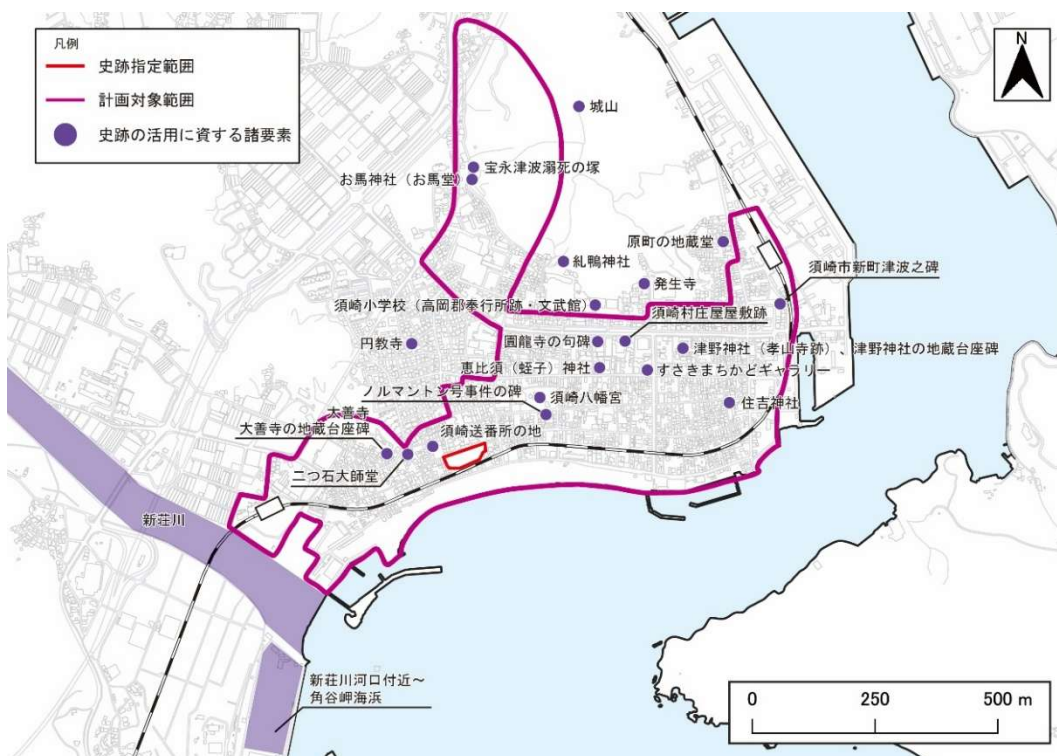 凡例
史跡指定範囲
計画対象範囲
史跡の活用に資する諸要素
N
城山
宝永津波溺死の塚
お馬神社（お馬堂）
原町の地蔵堂
須崎市新町津波之碑
糺鴨神社
発生寺
須崎小学校（高岡郡奉行所跡・文武館）
須崎村庄屋屋敷跡
円教寺
圓龍寺の句碑
津野神社（孝山寺跡）、津野神社の地蔵台座碑
恵比須（蛭子）神社
すさきまちかどギャラリー
ノルマントン号事件の碑
須崎八幡宮
住吉神社
大善寺
大善寺の地蔵台座碑
須崎送番所の地
二つ石大師堂
新荘川
新荘川河口付近～
角谷岬海浜
0 250 500 m